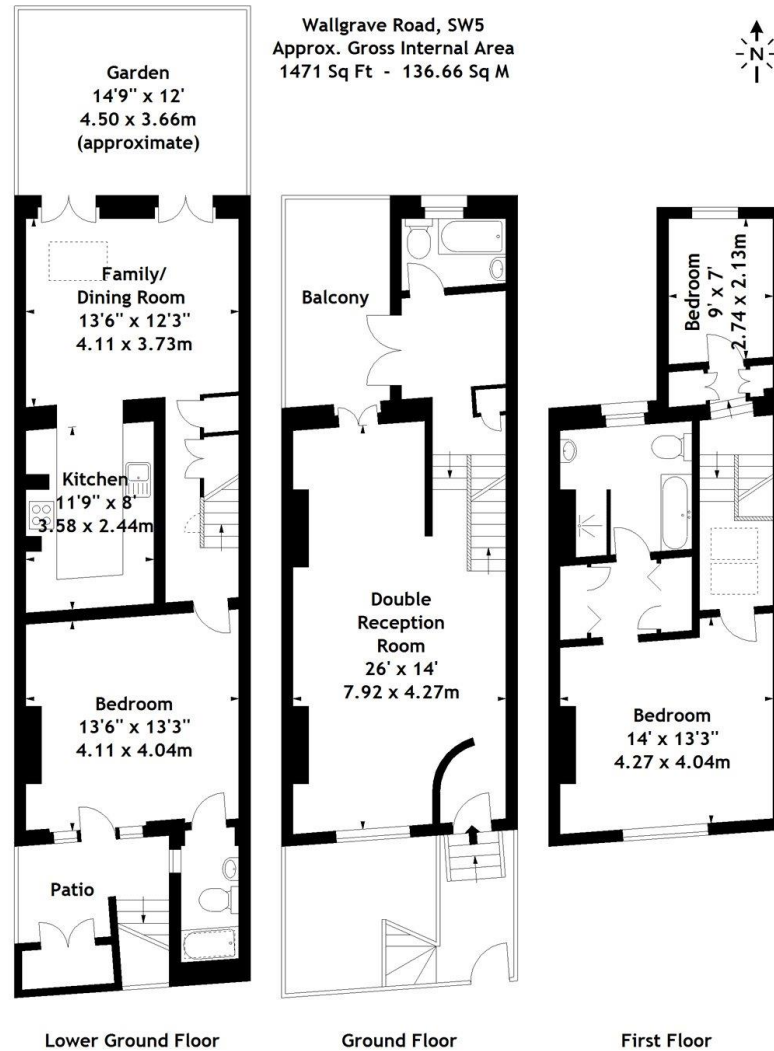 Wallgrave Road, SW5
Approx. Gross Internal Area
1471 Sq Ft - 136.66 Sq M
N
Garden
14'9" x 12'
4.50 x 3.66m
(approximate)
Family/
Dining Room
13'6" x 12'3"
4.11 x 3.73m
Kitchen
11'9" x 8'
3.58 x 2.44m
Bedroom
13'6" x 13'3"
4.11 x 4.04m
Patio
Lower Ground Floor
Balcony
Double
Reception
Room
26' x 14'
7.92 x 4.27m
Ground Floor
Bedroom
9' x 7'
2.74 x 2.13m
Bedroom
14' x 13'3"
4.27 x 4.04m
First Floor